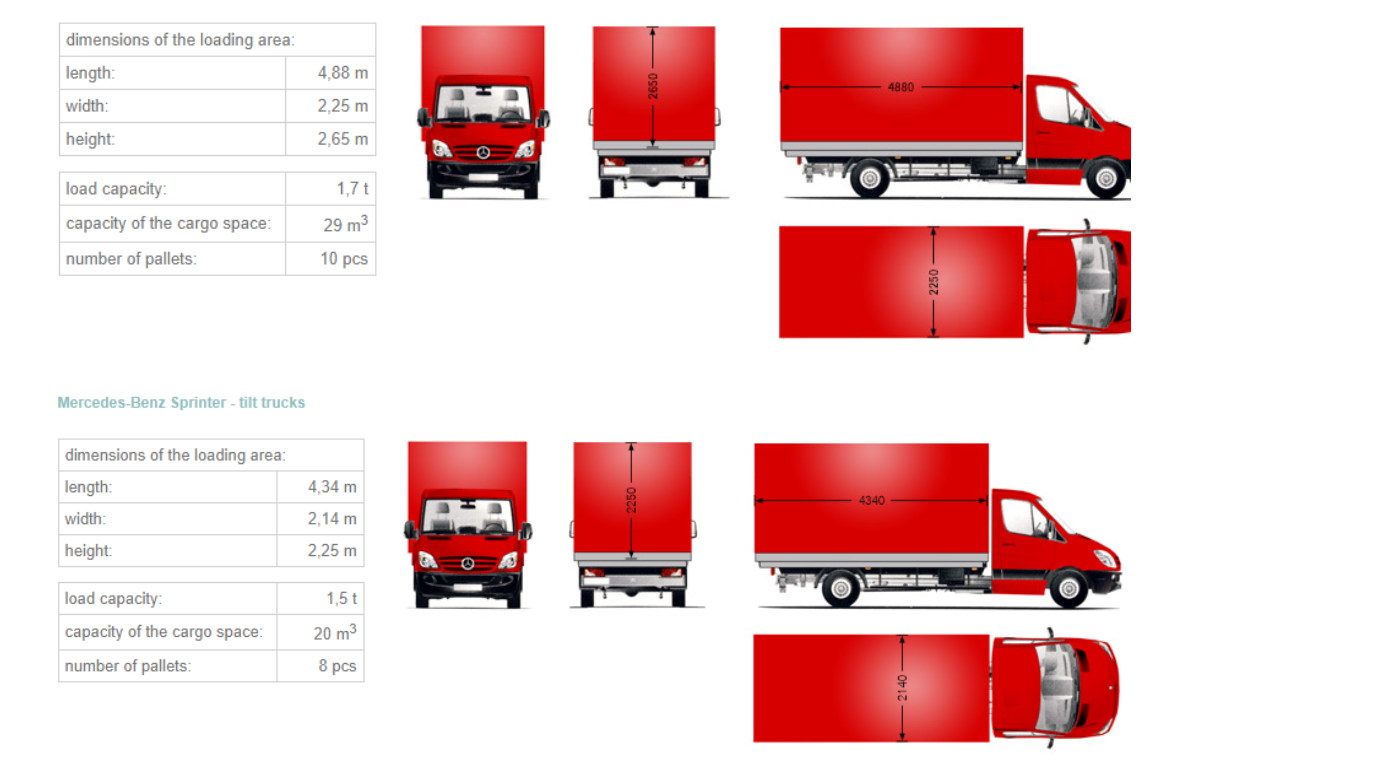 dimensions of the loading area:
length: 4,88 m
width: 2,25 m
height: 2,65 m
load capacity: 1,7 t
capacity of the cargo space: 29 m³
number of pallets: 10 pcs
2650
4880
2250
Mercedes-Benz Sprinter - tilt trucks
dimensions of the loading area:
length: 4,34 m
width: 2,14 m
height: 2,25 m
load capacity: 1,5 t
capacity of the cargo space: 20 m³
number of pallets: 8 pcs
2250
4340
2140